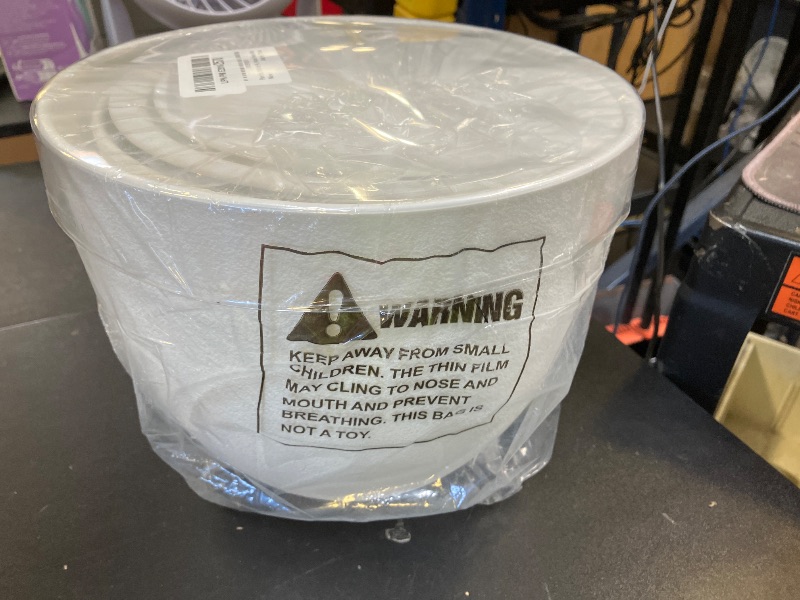 WARNING
KEEP AWAY FROM SMALL
CHILDREN. THE THIN FILM
MAY CLING TO NOSE AND
MOUTH AND PREVENT
BREATHING. THIS BAG IS
NOT A TOY.